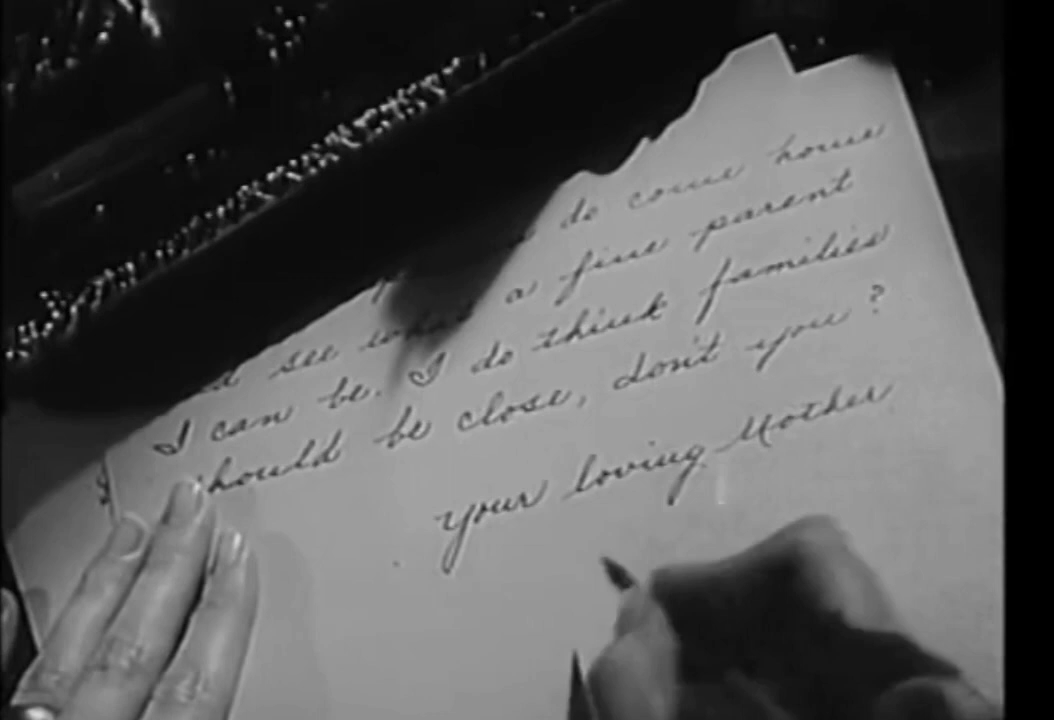 do come home
see what a fine parent
I can be. I do think families
should be close, don't you?
your loving Mother